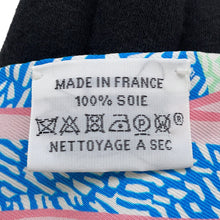 MADE IN FRANCE
100% SOIE
®
NETTOYAGE A SEC